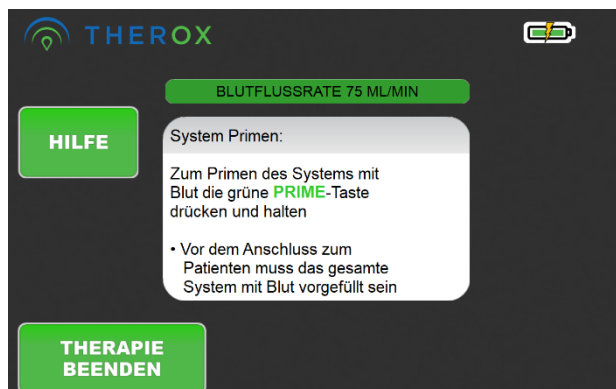 THEROX
BLUTFLUSSRATE 75 ML/MIN
HILFE
System Primen:
Zum Primen des Systems mit
Blut die grüne PRIME-Taste
drücken und halten
• Vor dem Anschluss zum
Patienten muss das gesamte
System mit Blut vorgefüllt sein
THERAPIE
BEENDEN